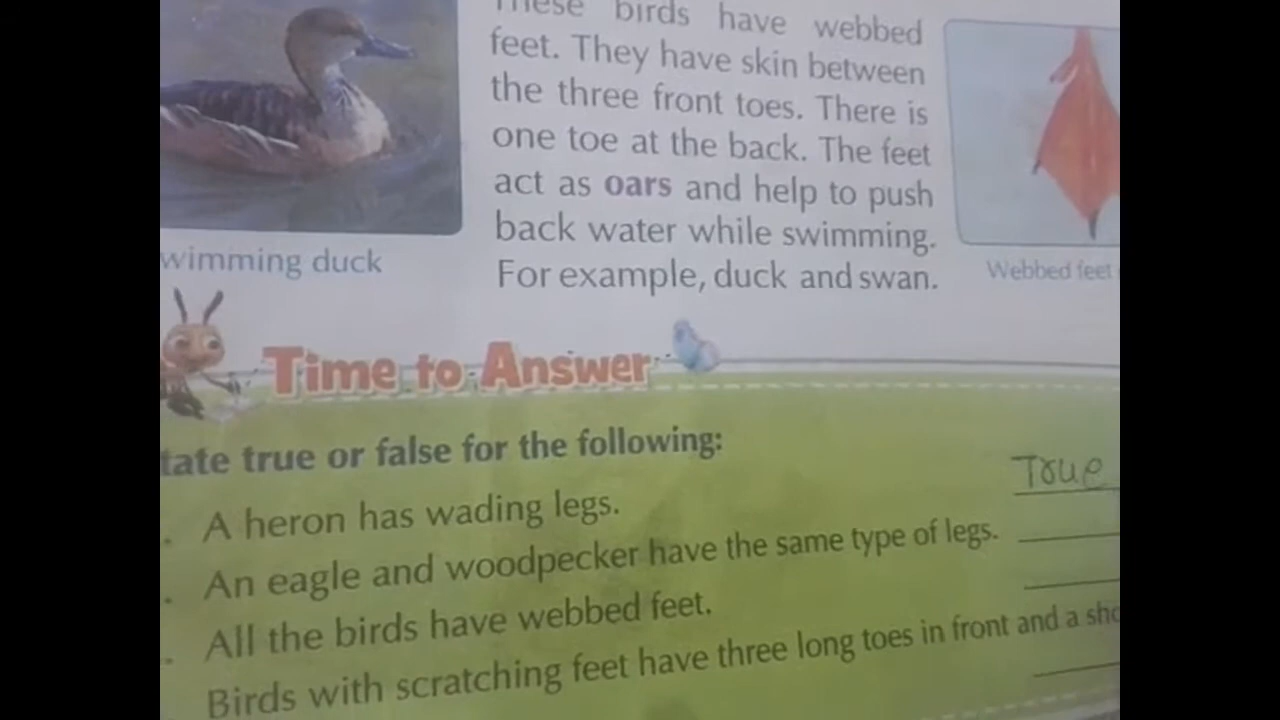 birds have webbed
feet. They have skin between
the three front toes. There is
one toe at the back. The feet
act as oars and help to push
back water while swimming.
For example, duck and swan.
wimming duck
Webbed feet
Time to Answer
tate true or false for the following:
A heron has wading legs. True
An eagle and woodpecker have the same type of legs.
All the birds have webbed feet.
Birds with scratching feet have three long toes in front and a sho